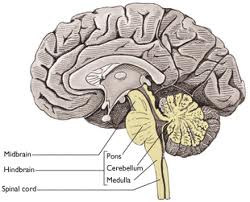 Midbrain
Pons
Hindbrain
Cerebellum
Medulla
Spinal cord